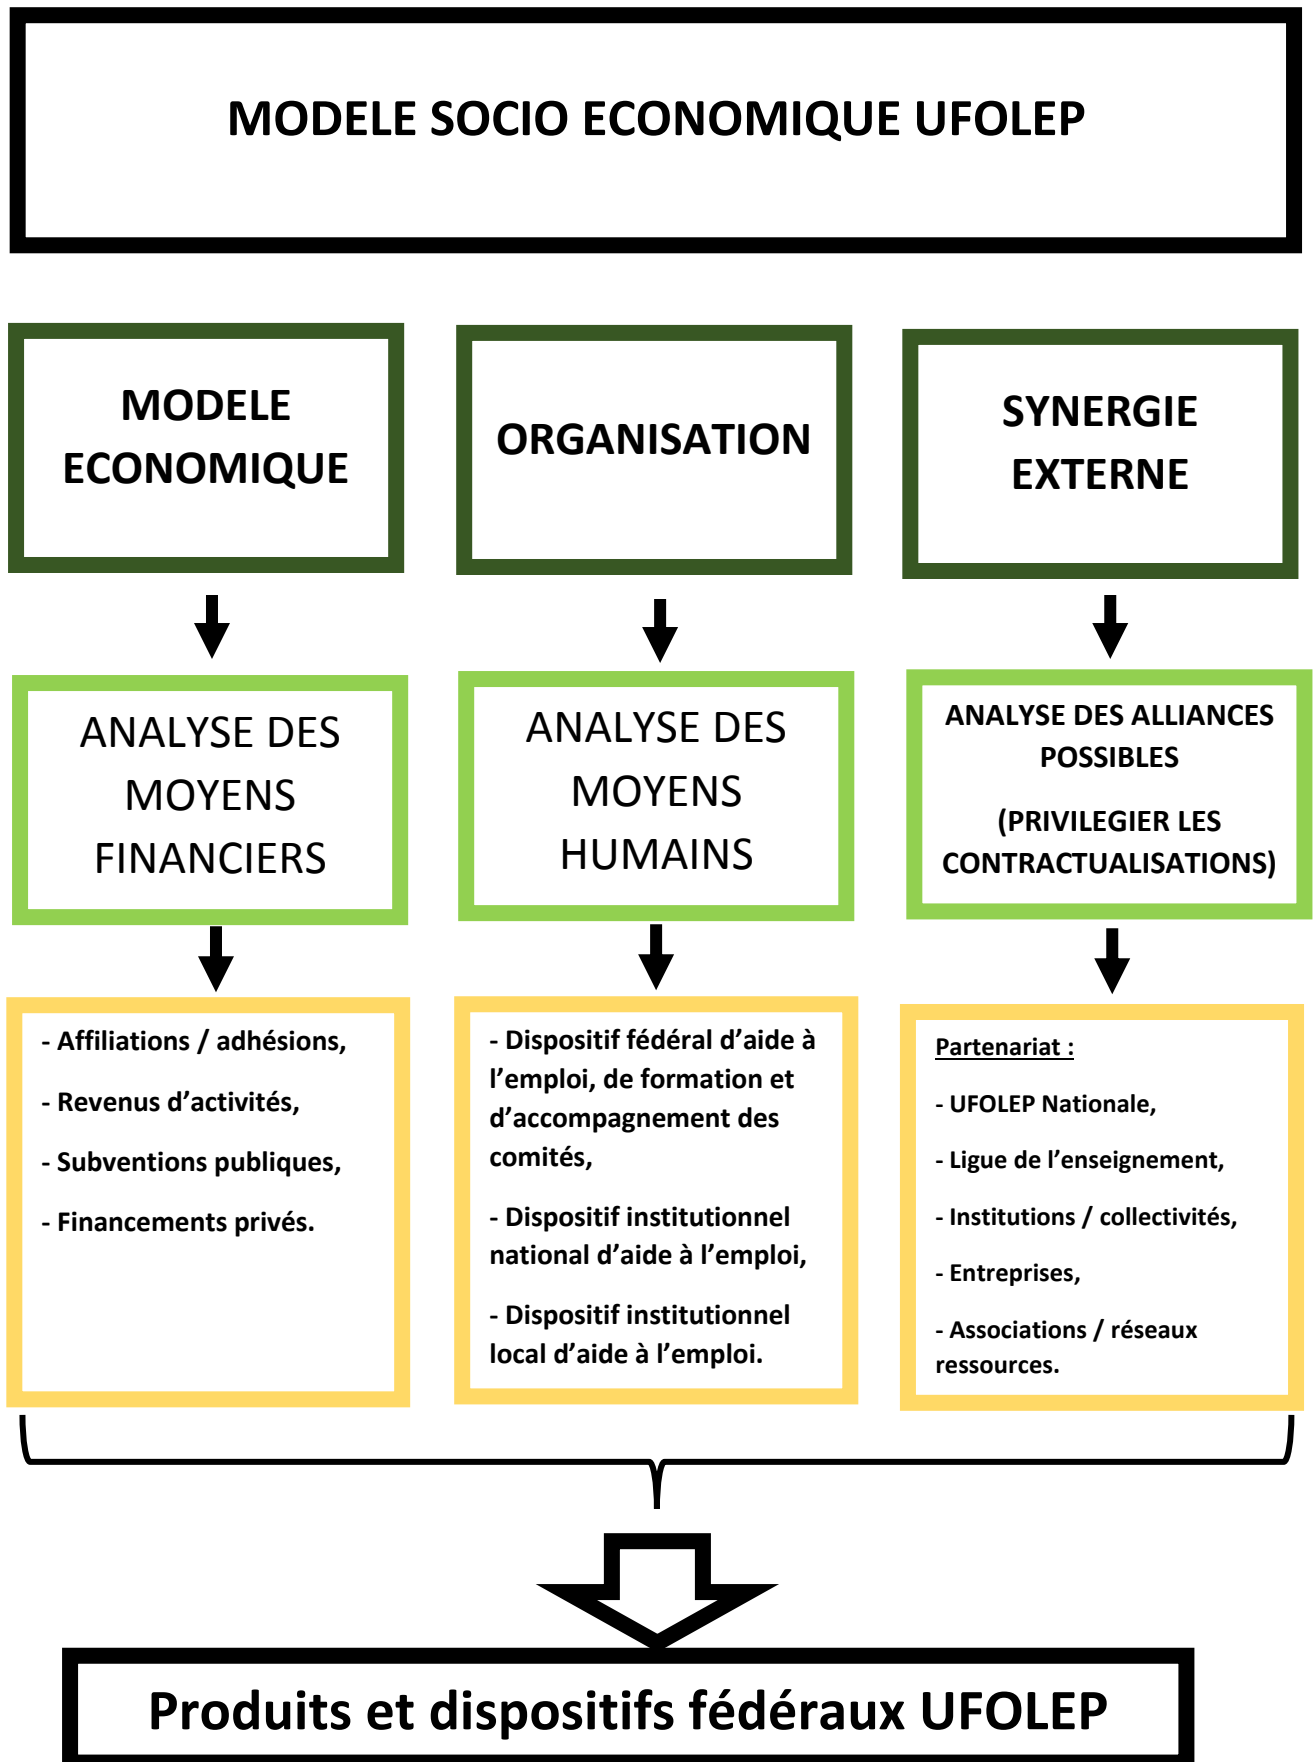 MODELE SOCIO ECONOMIQUE UFOLEP
MODELE
ECONOMIQUE
ORGANISATION
SYNERGIE
EXTERNE
ANALYSE DES
MOYENS
FINANCIERS
ANALYSE DES
MOYENS
HUMAINS
ANALYSE DES ALLIANCES
POSSIBLES
(PRIVILEGIER LES
CONTRACTUALISATIONS)
- Affiliations / adhésions,
- Revenus d’activités,
- Subventions publiques,
- Financements privés.
- Dispositif fédéral d’aide à
l’emploi, de formation et
d’accompagnement des
comités,
- Dispositif institutionnel
national d’aide à l’emploi,
- Dispositif institutionnel
local d’aide à l’emploi.
Partenariat :
- UFOLEP Nationale,
- Ligue de l’enseignement,
- Institutions / collectivités,
- Entreprises,
- Associations / réseaux
ressources.
Produits et dispositifs fédéraux UFOLEP